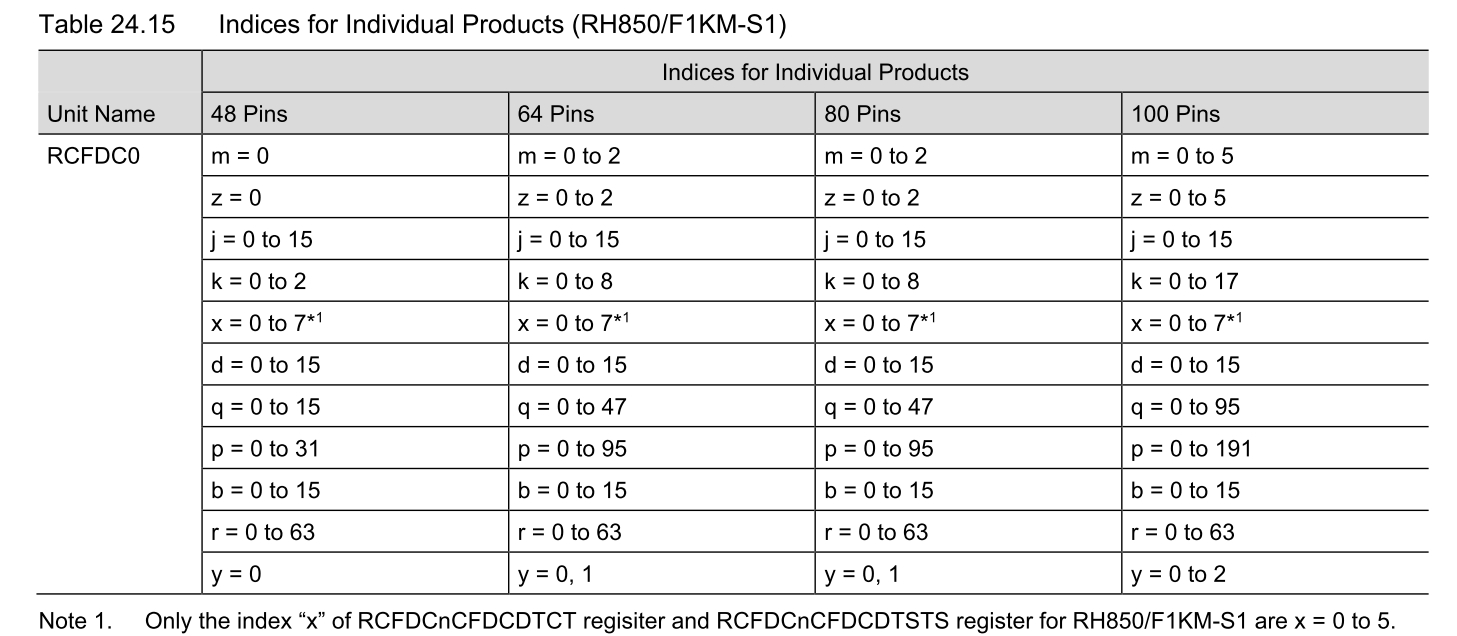 Table 24.15 Indices for Individual Products (RH850/F1KM-S1)
Indices for Individual Products
Unit Name 48 Pins 64 Pins 80 Pins 100 Pins
RCFDC0 m = 0 m = 0 to 2 m = 0 to 2 m = 0 to 5
z = 0 z = 0 to 2 z = 0 to 2 z = 0 to 5
j = 0 to 15 j = 0 to 15 j = 0 to 15 j = 0 to 15
k = 0 to 2 k = 0 to 8 k = 0 to 8 k = 0 to 17
x = 0 to 7*1 x = 0 to 7*1 x = 0 to 7*1 x = 0 to 7*1
d = 0 to 15 d = 0 to 15 d = 0 to 15 d = 0 to 15
q = 0 to 15 q = 0 to 47 q = 0 to 47 q = 0 to 95
p = 0 to 31 p = 0 to 95 p = 0 to 95 p = 0 to 191
b = 0 to 15 b = 0 to 15 b = 0 to 15 b = 0 to 15
r = 0 to 63 r = 0 to 63 r = 0 to 63 r = 0 to 63
y = 0 y = 0, 1 y = 0, 1 y = 0 to 2
Note 1. Only the index “x” of RCFDCnCFDCDTCT regisiter and RCFDCnCFDCDTSTS register for RH850/F1KM-S1 are x = 0 to 5.